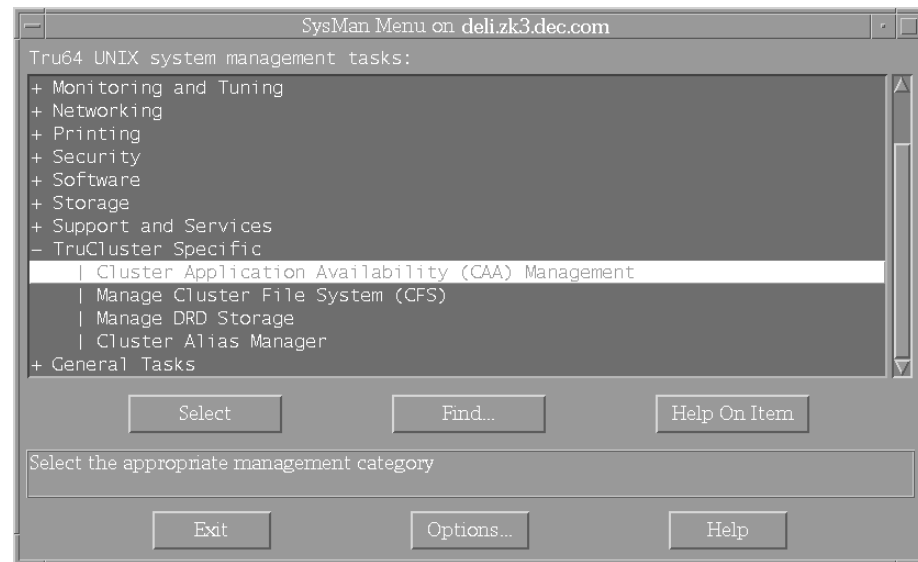 SysMan Menu on deli.zk3.dec.com
Tru64 UNIX system management tasks:
+ Monitoring and Tuning
+ Networking
+ Printing
+ Security
+ Software
+ Storage
+ Support and Services
– TruCluster Specific
| Cluster Application Availability (CAA) Management
| Manage Cluster File System (CFS)
| Manage DRD Storage
| Cluster Alias Manager
+ General Tasks
Select Find... Help On Item
Select the appropriate management category
Exit Options... Help